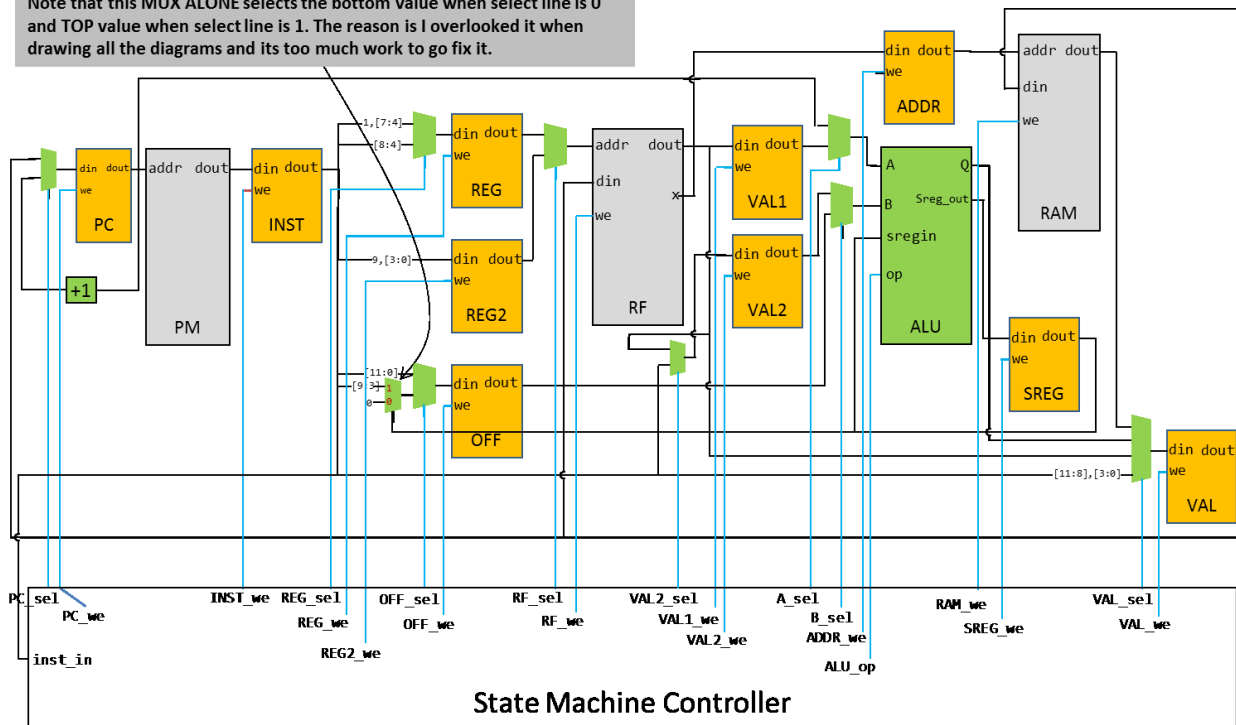 Note that this MUX ALONE selects the bottom value when select line is 0
and TOP value when select line is 1. The reason is I overlooked it when
drawing all the diagrams and its too much work to go fix it.
din dout
we
PC
+1
addr dout
PM
din dout
we
INST
1,[7:4]
[8:4]
din dout
we
REG
9,[3:0]
din dout
we
REG2
[11:0]
[9:3]
1
0
0
din dout
we
OFF
addr dout
din
x
we
RF
din dout
we
VAL1
din dout
we
VAL2
din dout
we
ADDR
A Q
Sreg_out
B
sregin
op
ALU
addr dout
din
we
RAM
din dout
we
SREG
[11:8],[3:0]
din dout
we
VAL
PC_sel
PC_we
INST_we
REG_sel
REG_we
REG2_we
OFF_sel
OFF_we
RF_sel
RF_we
VAL2_sel
VAL1_we
VAL2_we
A_sel
B_sel
ADDR_we
ALU_op
RAM_we
SREG_we
VAL_sel
VAL_we
inst_in
State Machine Controller